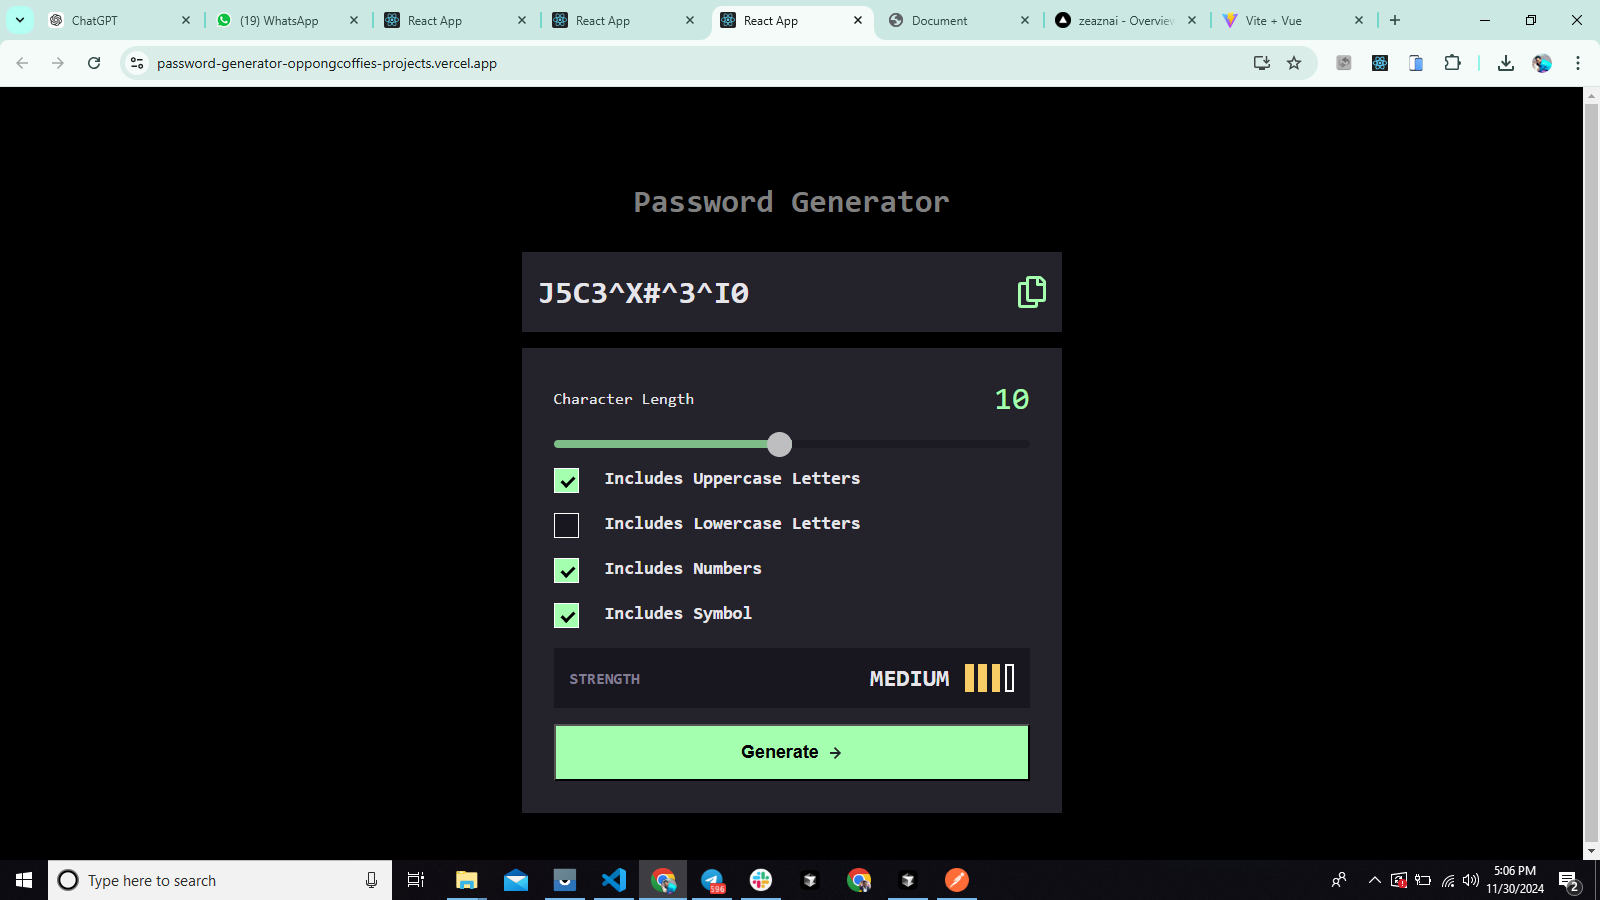 ChatGPT
(19) WhatsApp
React App
React App
React App
Document
zeaznai - Overview
Vite + Vue
password-generator-oppongcoffies-projects.vercel.app
Password Generator
J5C3^X#^3^I0
Character Length
10
Includes Uppercase Letters
Includes Lowercase Letters
Includes Numbers
Includes Symbol
STRENGTH
MEDIUM
Generate →
Type here to search
596
5:06 PM
11/30/2024
2